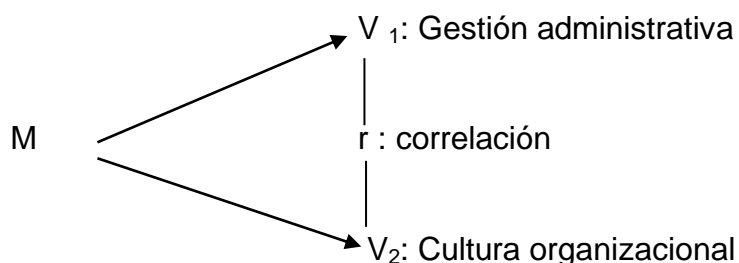 V 1: Gestión administrativa
M
r : correlación
V2: Cultura organizacional